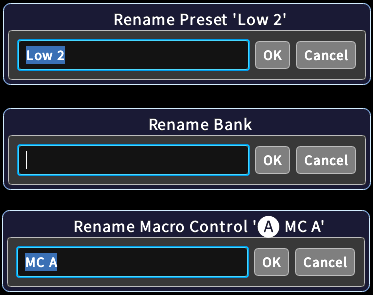 Rename Preset 'Low 2'
Low 2 OK Cancel
Rename Bank
OK Cancel
Rename Macro Control 'A MC A'
MC A OK Cancel